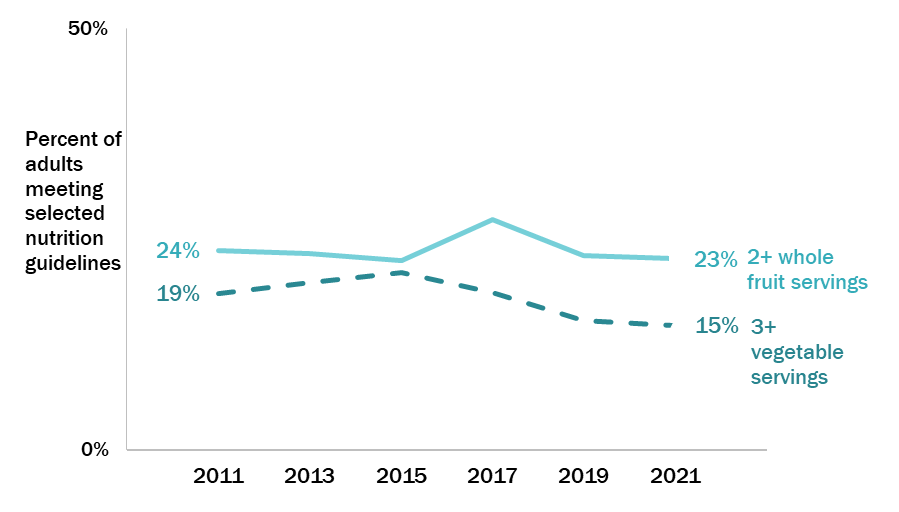 50%
Percent of
adults
meeting
selected
nutrition
guidelines
24%
19%
23%
2+ whole
fruit servings
15%
3+
vegetable
servings
0%
2011 2013 2015 2017 2019 2021